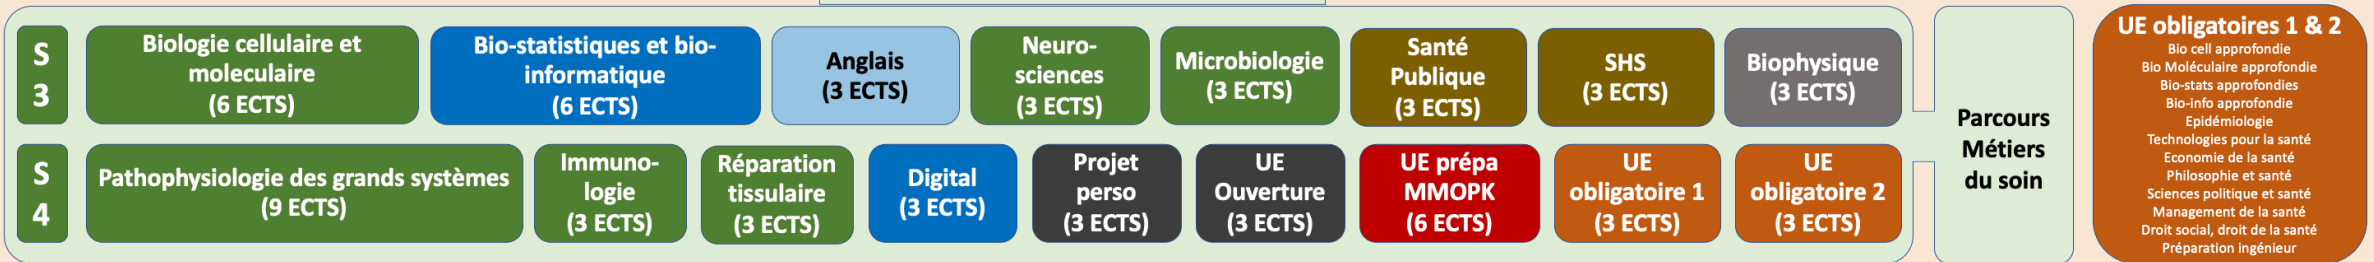 S
3
Biologie cellulaire et
moleculaire
(6 ECTS)
Bio-statistiques et bio-
informatique
(6 ECTS)
Anglais
(3 ECTS)
Neuro-
sciences
(3 ECTS)
Microbiologie
(3 ECTS)
Santé
Publique
(3 ECTS)
SHS
(3 ECTS)
Biophysique
(3 ECTS)
S
4
Pathophysiologie des grands systèmes
(9 ECTS)
Immuno-
logie
(3 ECTS)
Réparation
tissulaire
(3 ECTS)
Digital
(3 ECTS)
Projet
perso
(3 ECTS)
UE
Ouverture
(3 ECTS)
UE prépa
MMOPK
(6 ECTS)
UE
obligatoire 1
(3 ECTS)
UE
obligatoire 2
(3 ECTS)
Parcours
Métiers
du soin
UE obligatoires 1 & 2
Bio cell approfondie
Bio Moléculaire approfondie
Bio-stats approfondies
Bio-info approfondie
Epidémiologie
Technologies pour la santé
Economie de la santé
Philosophie et santé
Sciences politique et santé
Management de la santé
Droit social, droit de la santé
Préparation ingénieur